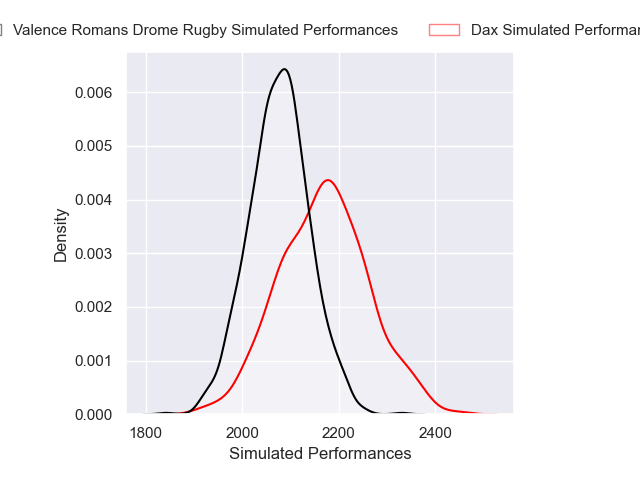 Valence Romans Drome Rugby Simulated Performances Dax Simulated
0.006
0.005
0.004
0.003
0.002
0.001
0.000
Density
1800 2000 2200 2400
Simulated Performances